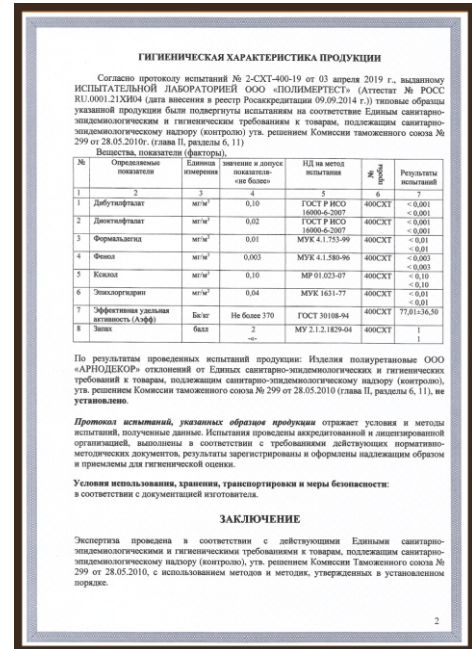 ГИГИЕНИЧЕСКАЯ ХАРАКТЕРИСТИКА ПРОДУКЦИИ
Согласно протоколу испытаний № 2-СХТ-400-19 от 03 апреля 2019 г., выданному
ИСПЫТАТЕЛЬНОЙ ЛАБОРАТОРИЕЙ ООО «ПОЛИМЕРТЕСТ» (Аттестат № РОСС
RU.0001.21ХИ04 (дата внесения в реестр Росаккредитации 09.09.2014 г.)) типовые образцы
указанной продукции были подвергнуты испытаниям на соответствие Единым санитарно-
эпидемиологическим и гигиеническим требованиям к товарам, подлежащим санитарно-
эпидемиологическому надзору (контролю) утв. решением Комиссии таможенного союза №
299 от 28.05.2010г. (глава II, разделы 6, 11)
Вещества, показатели (факторы),
№ Определяемые показатели Единица измерения значение и допуск показателя- «не более» НД на метод испытания № пробы Результаты испытаний
1 2 3 4 5 6 7
1 Дибутилфталат мг/м³ 0,10 ГОСТ Р ИСО 16000-6-2007 400СХТ < 0,001 < 0,001
2 Диоктилфталат мг/м³ 0,02 ГОСТ Р ИСО 16000-6-2007 400СХТ < 0,001 < 0,001
3 Формальдегид мг/м³ 0,01 МУК 4.1.753-99 400СХТ < 0,01 < 0,01
4 Фенол мг/м³ 0,003 МУК 4.1.580-96 400СХТ < 0,003 < 0,003
5 Ксилол мг/м³ 0,10 МР 01.023-07 400СХТ < 0,10 < 0,10
6 Эпихлоргидрин мг/м³ 0,04 МУК 1631-77 400СХТ < 0,01 < 0,01
7 Эффективная удельная активность (Аэфф) Бк/кг Не более 370 ГОСТ 30108-94 400СХТ 77,01±36,50
8 Запах балл 2 -«- МУ 2.1.2.1829-04 400СХТ 1 1
По результатам проведенных испытаний продукции: Изделия полиуретановые ООО
«АРНОДЕКОР» отклонений от Единых санитарно-эпидемиологических и гигиенических
требований к товарам, подлежащим санитарно-эпидемиологическому надзору (контролю),
утв. решением Комиссии таможенного союза № 299 от 28.05.2010 (глава II, разделы 6, 11), не
установлено.
Протокол испытаний, указанных образцов продукции отражает условия и методы
испытаний, полученные данные. Испытания проведены аккредитованной и лицензированной
организацией, выполнены в соответствии с требованиями действующих нормативно-
методических документов, результаты зарегистрированы и оформлены надлежащим образом
и приемлемы для гигиенической оценки.
Условия использования, хранения, транспортировки и меры безопасности:
в соответствии с документацией изготовителя.
ЗАКЛЮЧЕНИЕ
Экспертиза проведена в соответствии с действующими Едиными санитарно-
эпидемиологическими и гигиеническими требованиями к товарам, подлежащим санитарно-
эпидемиологическому надзору (контролю), утв. решением Комиссии Таможенного союза №
299 от 28.05.2010, с использованием методов и методик, утвержденных в установленном
порядке.
2